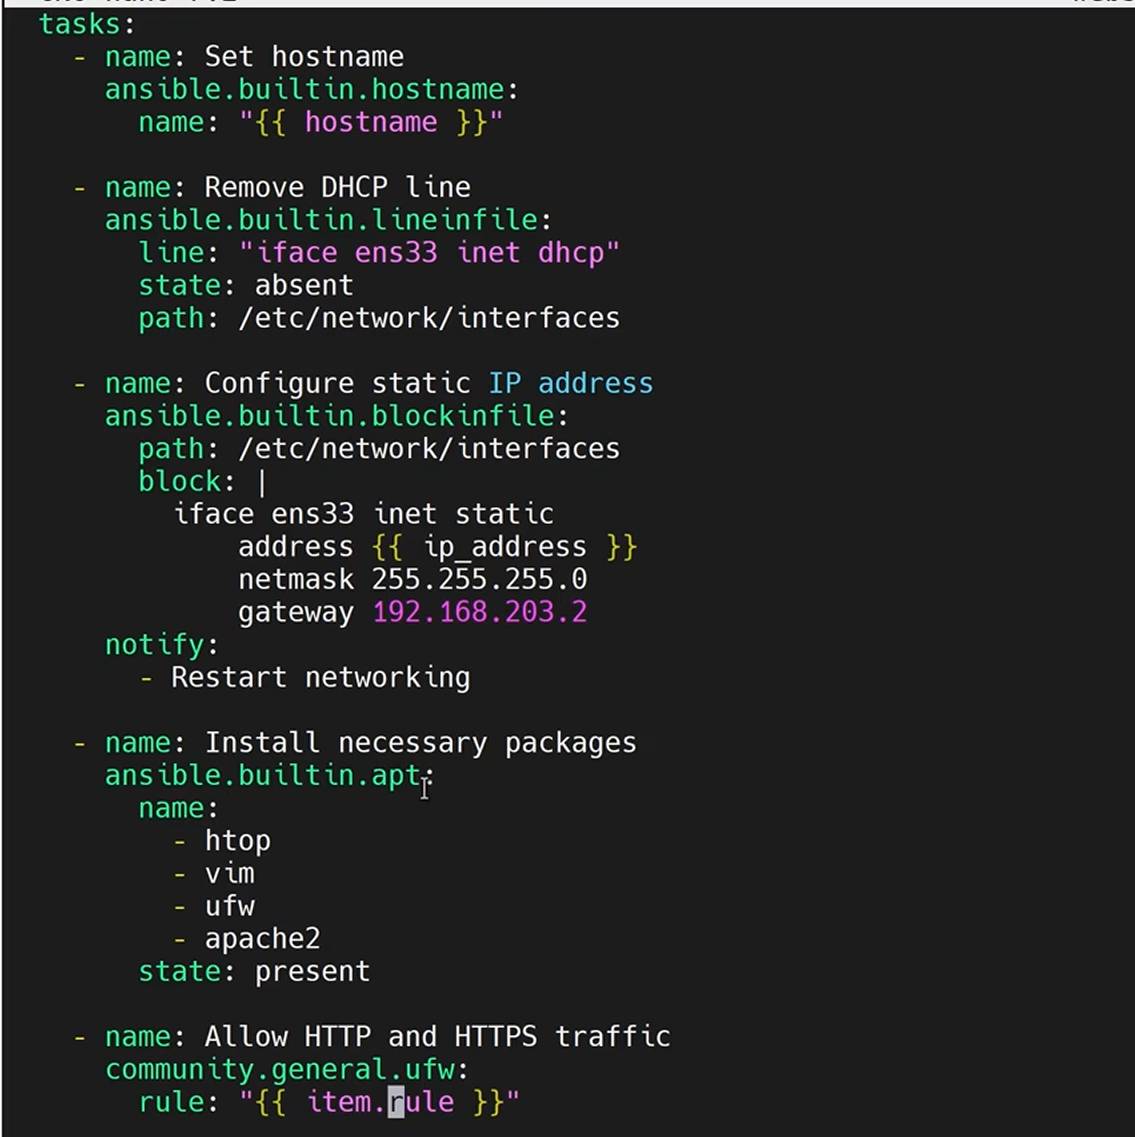 tasks:
  - name: Set hostname
    ansible.builtin.hostname:
      name: "{{ hostname }}"
  - name: Remove DHCP line
    ansible.builtin.lineinfile:
      line: "iface ens33 inet dhcp"
      state: absent
      path: /etc/network/interfaces
  - name: Configure static IP address
    ansible.builtin.blockinfile:
      path: /etc/network/interfaces
      block: |
        iface ens33 inet static
            address {{ ip_address }}
            netmask 255.255.255.0
            gateway 192.168.203.2
    notify:
      - Restart networking
  - name: Install necessary packages
    ansible.builtin.apt:
      name:
        - htop
        - vim
        - ufw
        - apache2
      state: present
  - name: Allow HTTP and HTTPS traffic
    community.general.ufw:
      rule: "{{ item.rule }}"